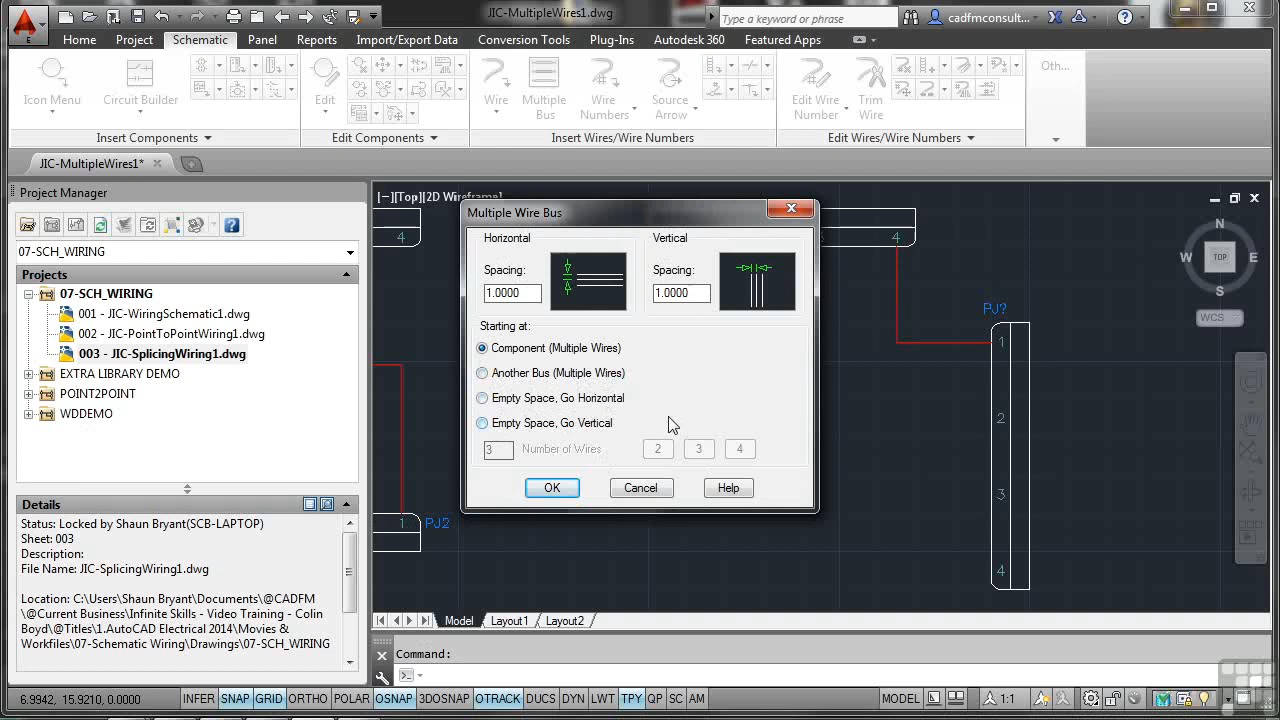 JIC-MultipleWires1.dwg
Type a keyword or phrase
cadfmconsult...
E
Home Project Schematic Panel Reports Import/Export Data Conversion Tools Plug-Ins Autodesk 360 Featured Apps
Icon Menu
Circuit Builder
Edit
Wire
Multiple Bus
Wire Numbers
Source Arrow
Edit Wire Number
Trim Wire
Oth...
Insert Components
Edit Components
Insert Wires/Wire Numbers
Edit Wires/Wire Numbers
JIC-MultipleWires1*
Project Manager
07-SCH_WIRING
Projects
07-SCH_WIRING
001 - JIC-WiringSchematic1.dwg
002 - JIC-PointToPointWiring1.dwg
003 - JIC-SplicingWiring1.dwg
EXTRA LIBRARY DEMO
POINT2POINT
WDDEMO
Details
Status: Locked by Shaun Bryant(SCB-LAPTOP)
Sheet: 003
Description:
File Name: JIC-SplicingWiring1.dwg
Location: C:\Users\Shaun Bryant\Documents\@CADFM
\@Current Business\Infinite Skills - Video Training - Colin
Boyd\@Titles\1.AutoCAD Electrical 2014\Movies &
Workfiles\07-Schematic Wiring\Drawings\07-SCH_WIRING
[−][Top][2D Wireframe]
4
4
N
W
TOP
E
S
WCS
PJ?
1
2
3
4
1 PJ2
Multiple Wire Bus
Horizontal
Spacing:
1.0000
Vertical
Spacing:
1.0000
Starting at:
Component (Multiple Wires)
Another Bus (Multiple Wires)
Empty Space, Go Horizontal
Empty Space, Go Vertical
3 Number of Wires 2 3 4
OK Cancel Help
Model Layout1 Layout2
Command:
6.9942, 15.9210, 0.0000 INFER SNAP GRID ORTHO POLAR OSNAP 3DOSNAP OTRACK DUCS DYN LWT TPY QP SC AM MODEL 1:1